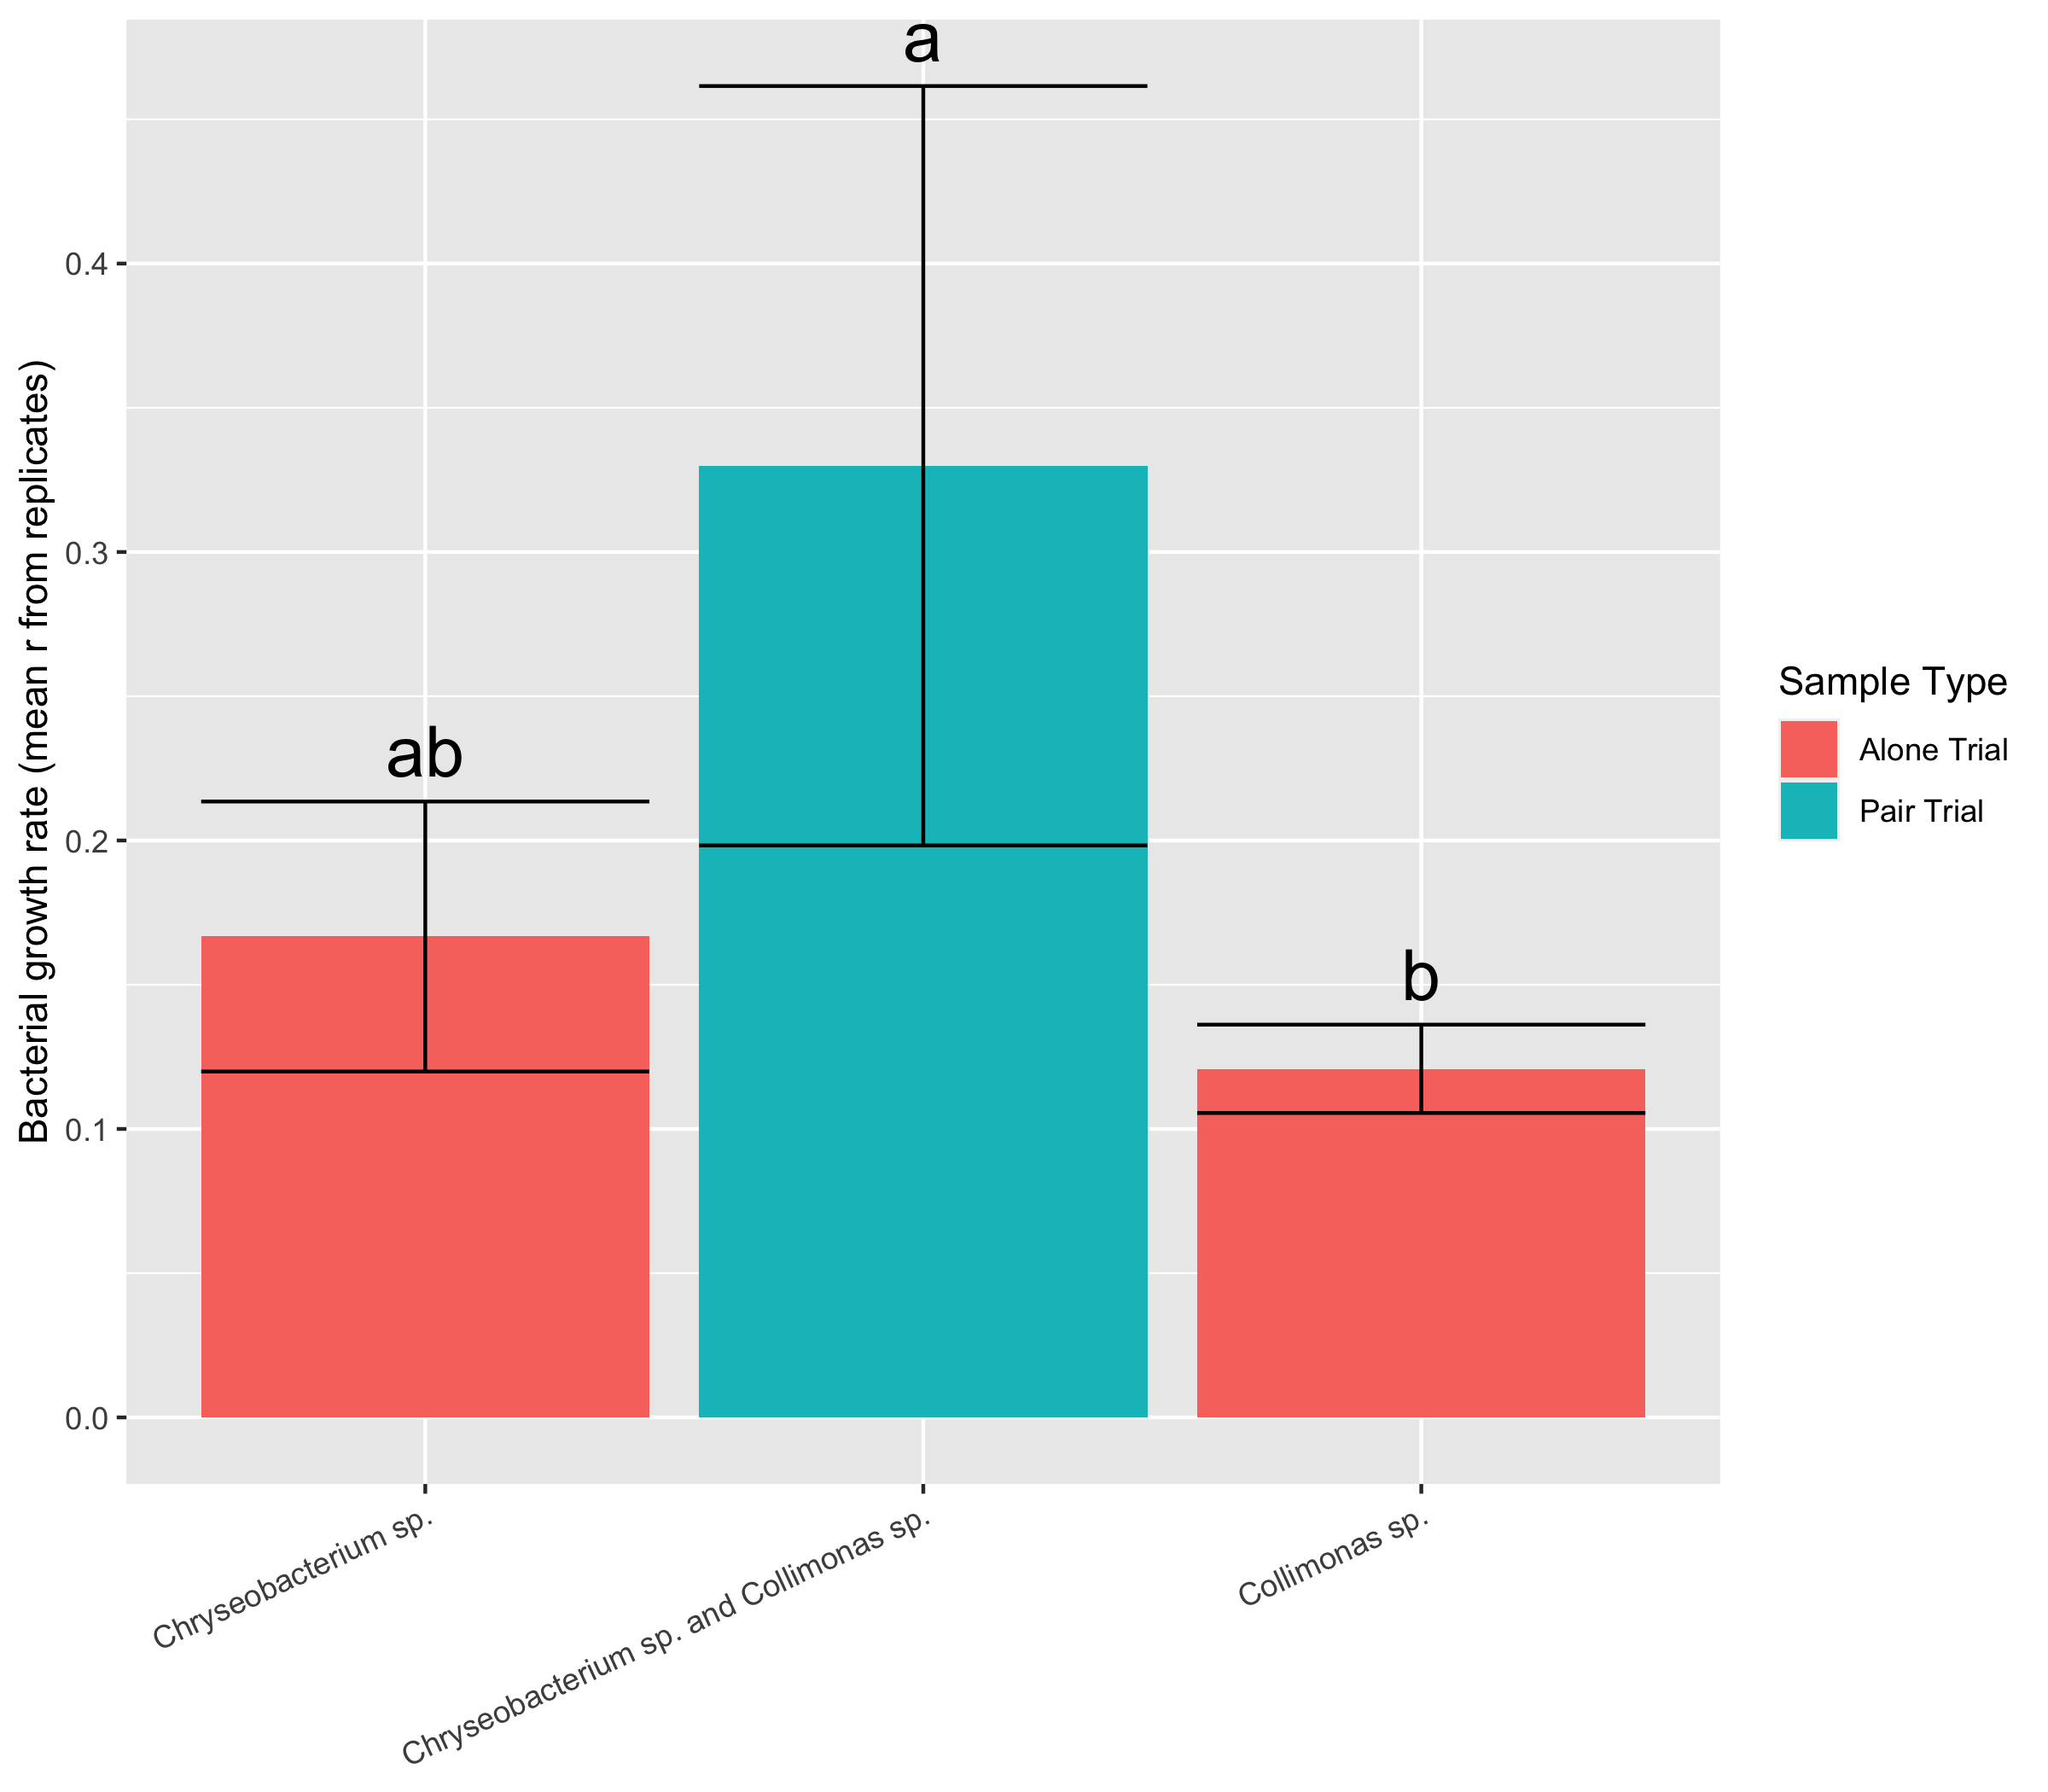 a
ab
b
0.4
0.3
0.2
0.1
0.0
Bacterial growth rate (mean r from replicates)
Chryseobacterium sp.
Chryseobacterium sp. and Collimonas sp.
Collimonas sp.
Sample Type
Alone Trial
Pair Trial